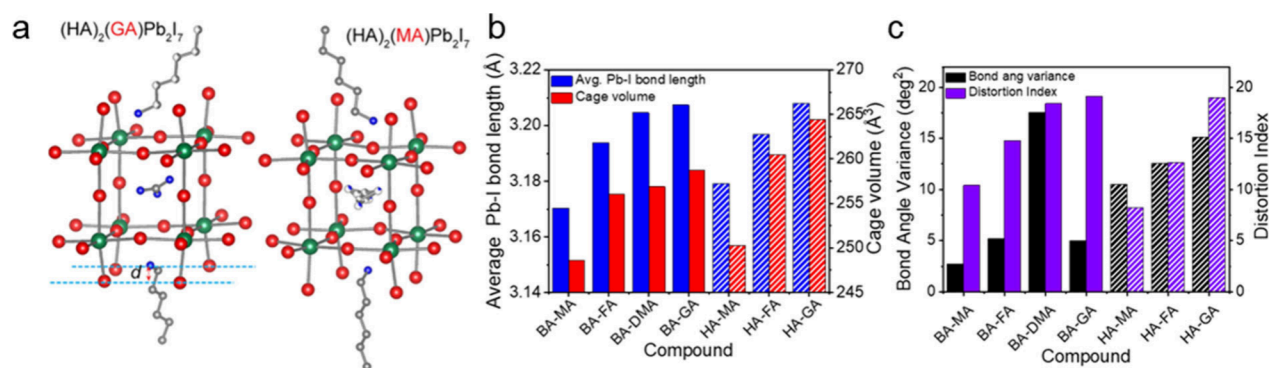 a
(HA)₂(GA)Pb₂I₇
(HA)₂(MA)Pb₂I₇
d
b
Average Pb-I bond length (Å)
3.22
3.20
3.18
3.16
3.14
Avg. Pb-I bond length
Cage volume
270
265
260
255
250
245
Cage volume (Å³)
BA-MA
BA-FA
BA-DMA
BA-GA
HA-MA
HA-FA
HA-GA
Compound
c
Bond Angle Variance (deg²)
20
15
10
5
0
Bond ang variance
Distortion Index
20
15
10
5
0
Distortion Index
BA-MA
BA-FA
BA-DMA
BA-GA
HA-MA
HA-FA
HA-GA
Compound